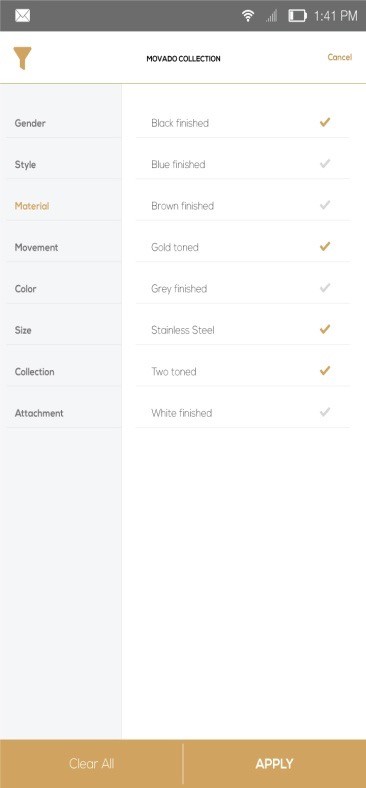 1:41 PM
MOVADO COLLECTION
Cancel
Gender
Style
Material
Movement
Color
Size
Collection
Attachment
Black finished
Blue finished
Brown finished
Gold toned
Grey finished
Stainless Steel
Two toned
White finished
Clear All
APPLY